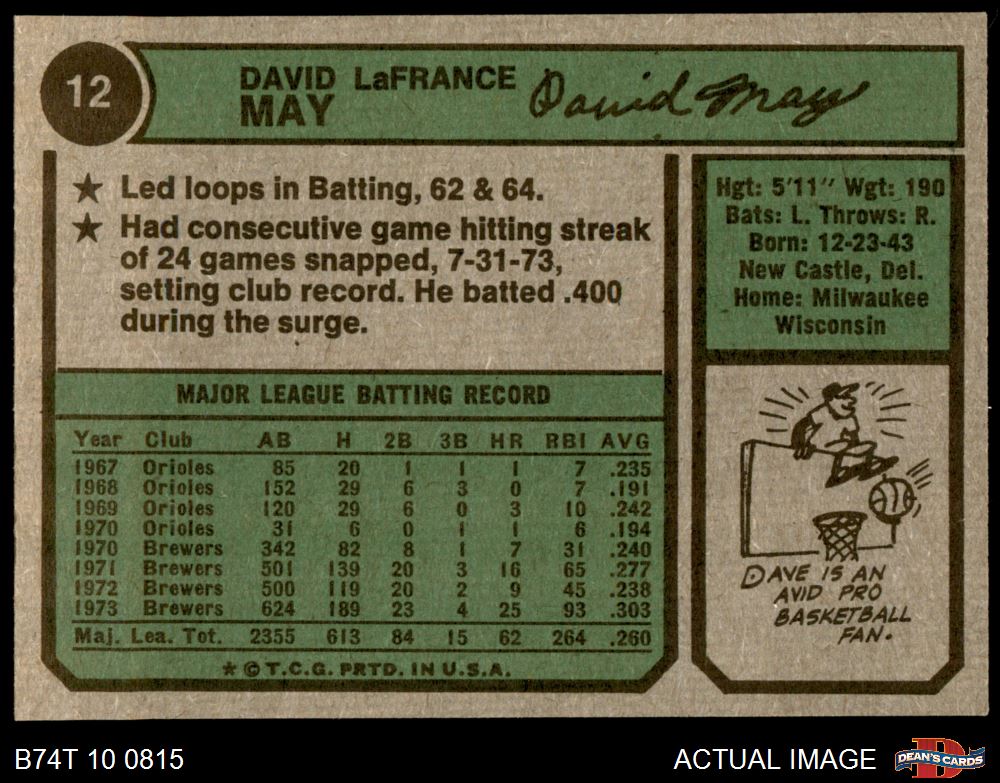 12
DAVID LaFRANCE
MAY
David May
★ Led loops in Batting, 62 & 64.
★ Had consecutive game hitting streak
of 24 games snapped, 7-31-73,
setting club record. He batted .400
during the surge.
Hgt: 5'11" Wgt: 190
Bats: L. Throws: R.
Born: 12-23-43
New Castle, Del.
Home: Milwaukee
Wisconsin
MAJOR LEAGUE BATTING RECORD
Year Club AB H 2B 3B HR RBI AVG
1967 Orioles 85 20 1 1 1 7 .235
1968 Orioles 152 29 6 3 0 7 .191
1969 Orioles 120 29 6 0 3 10 .242
1970 Orioles 31 6 0 1 1 6 .194
1970 Brewers 342 82 8 1 7 31 .240
1971 Brewers 501 139 20 3 16 65 .277
1972 Brewers 500 119 20 2 9 45 .238
1973 Brewers 624 189 23 4 25 93 .303
Maj. Lea. Tot. 2355 613 84 15 62 264 .260
★ © T.C.G. PRTD. IN U.S.A.
DAVE IS AN
AVID PRO
BASKETBALL
FAN.
B74T 10 0815
ACTUAL IMAGE
D
DEAN'S CARDS